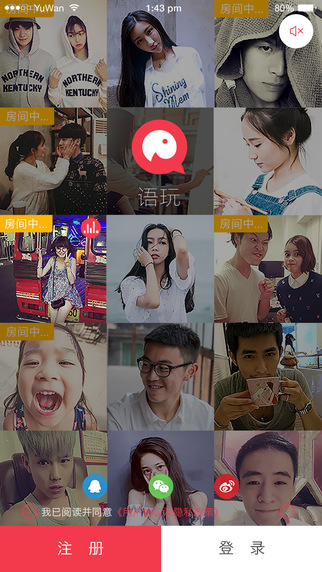 YuWan 1:43 pm 80%
房间中... 房间中...
NORTHERN KENTUCKY NORTHERN KENTUCKY
Shining
房间中...
语玩
房间中... 房间中...
房间中...
我已阅读并同意
注 册 登 录